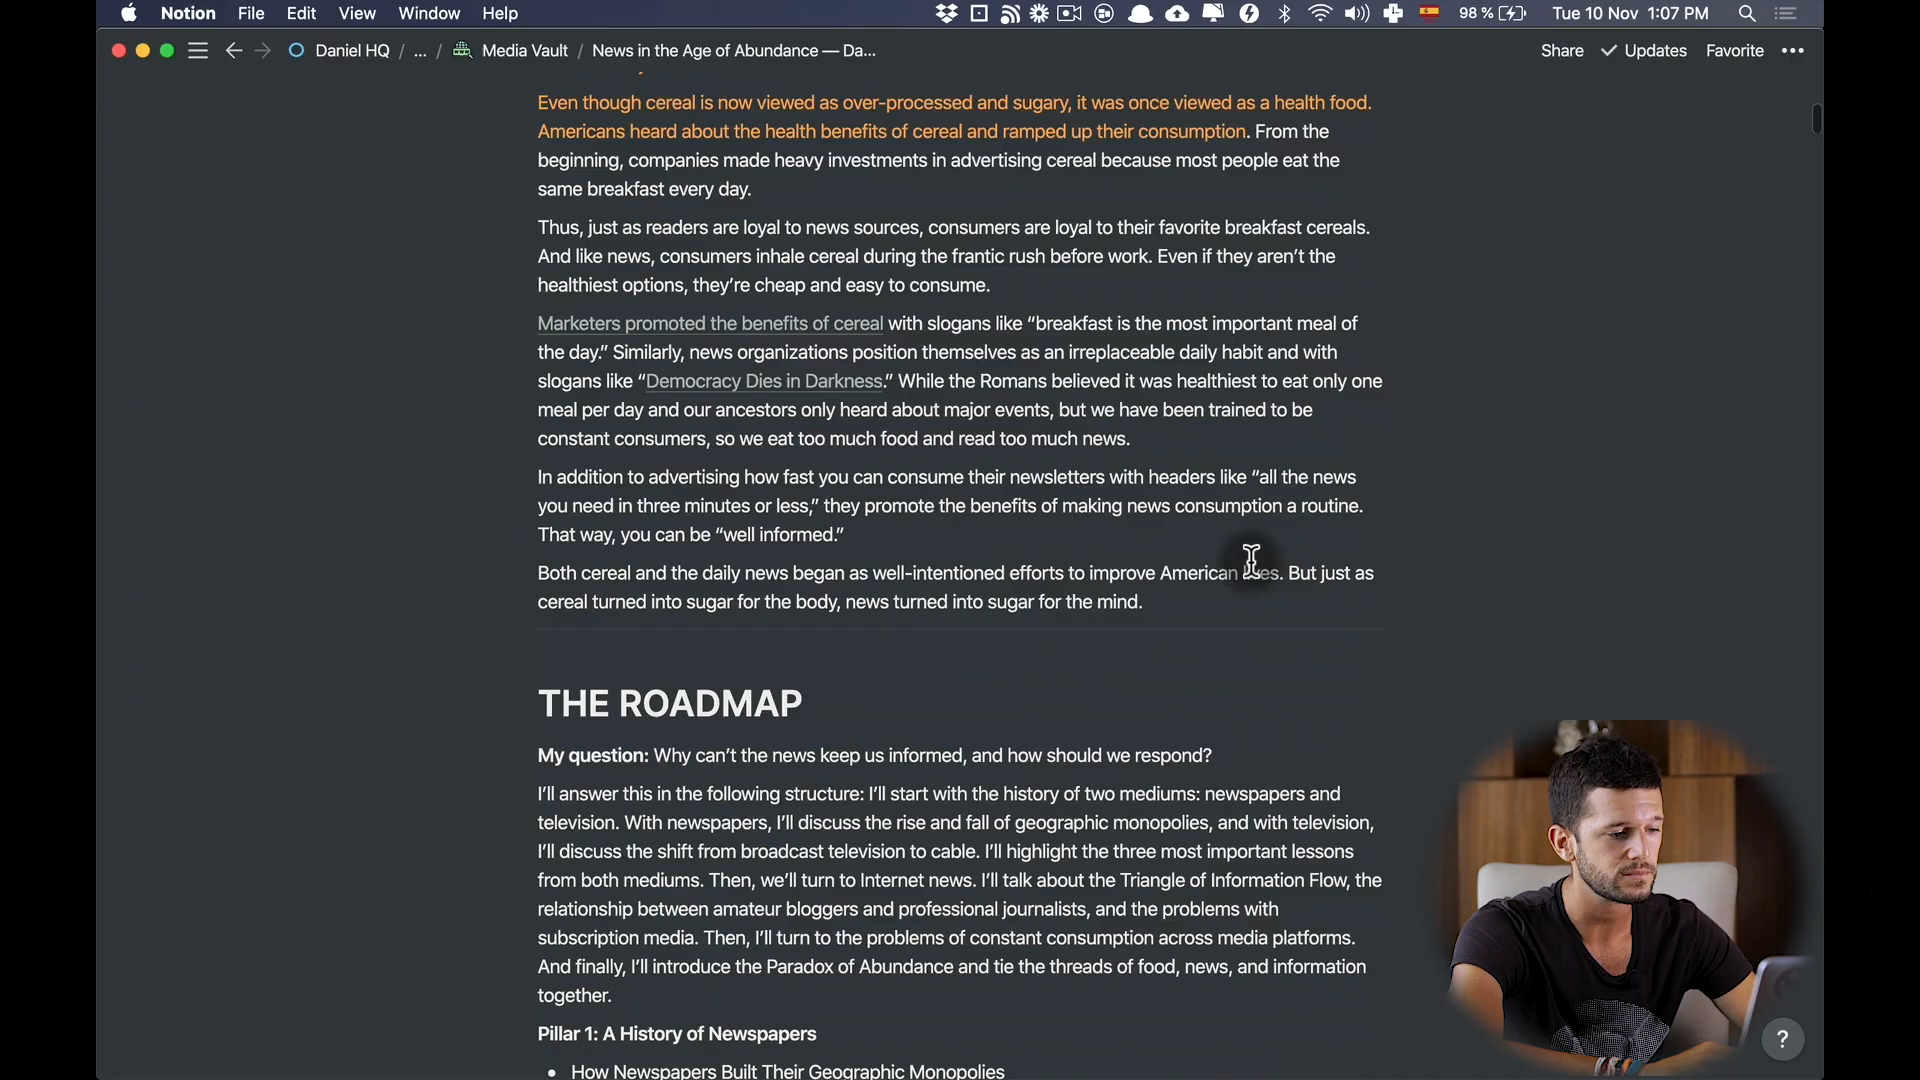 Notion File Edit View Window Help 98 % Tue 10 Nov 1:07 PM
Daniel HQ / ... / Media Vault / News in the Age of Abundance — Da... Share Updates Favorite
Even though cereal is now viewed as over-processed and sugary, it was once viewed as a health food.
Americans heard about the health benefits of cereal and ramped up their consumption. From the
beginning, companies made heavy investments in advertising cereal because most people eat the
same breakfast every day.
Thus, just as readers are loyal to news sources, consumers are loyal to their favorite breakfast cereals.
And like news, consumers inhale cereal during the frantic rush before work. Even if they aren’t the
healthiest options, they’re cheap and easy to consume.
Marketers promoted the benefits of cereal with slogans like “breakfast is the most important meal of
the day.” Similarly, news organizations position themselves as an irreplaceable daily habit and with
slogans like “Democracy Dies in Darkness.” While the Romans believed it was healthiest to eat only one
meal per day and our ancestors only heard about major events, but we have been trained to be
constant consumers, so we eat too much food and read too much news.
In addition to advertising how fast you can consume their newsletters with headers like “all the news
you need in three minutes or less,” they promote the benefits of making news consumption a routine.
That way, you can be “well informed.”
Both cereal and the daily news began as well-intentioned efforts to improve American lives. But just as
cereal turned into sugar for the body, news turned into sugar for the mind.
THE ROADMAP
My question: Why can’t the news keep us informed, and how should we respond?
I’ll answer this in the following structure: I’ll start with the history of two mediums: newspapers and
television. With newspapers, I’ll discuss the rise and fall of geographic monopolies, and with television,
I’ll discuss the shift from broadcast television to cable. I’ll highlight the three most important lessons
from both mediums. Then, we’ll turn to Internet news. I’ll talk about the Triangle of Information Flow, the
relationship between amateur bloggers and professional journalists, and the problems with
subscription media. Then, I’ll turn to the problems of constant consumption across media platforms.
And finally, I’ll introduce the Paradox of Abundance and tie the threads of food, news, and information
together.
Pillar 1: A History of Newspapers
• How Newspapers Built Their Geographic Monopolies
?